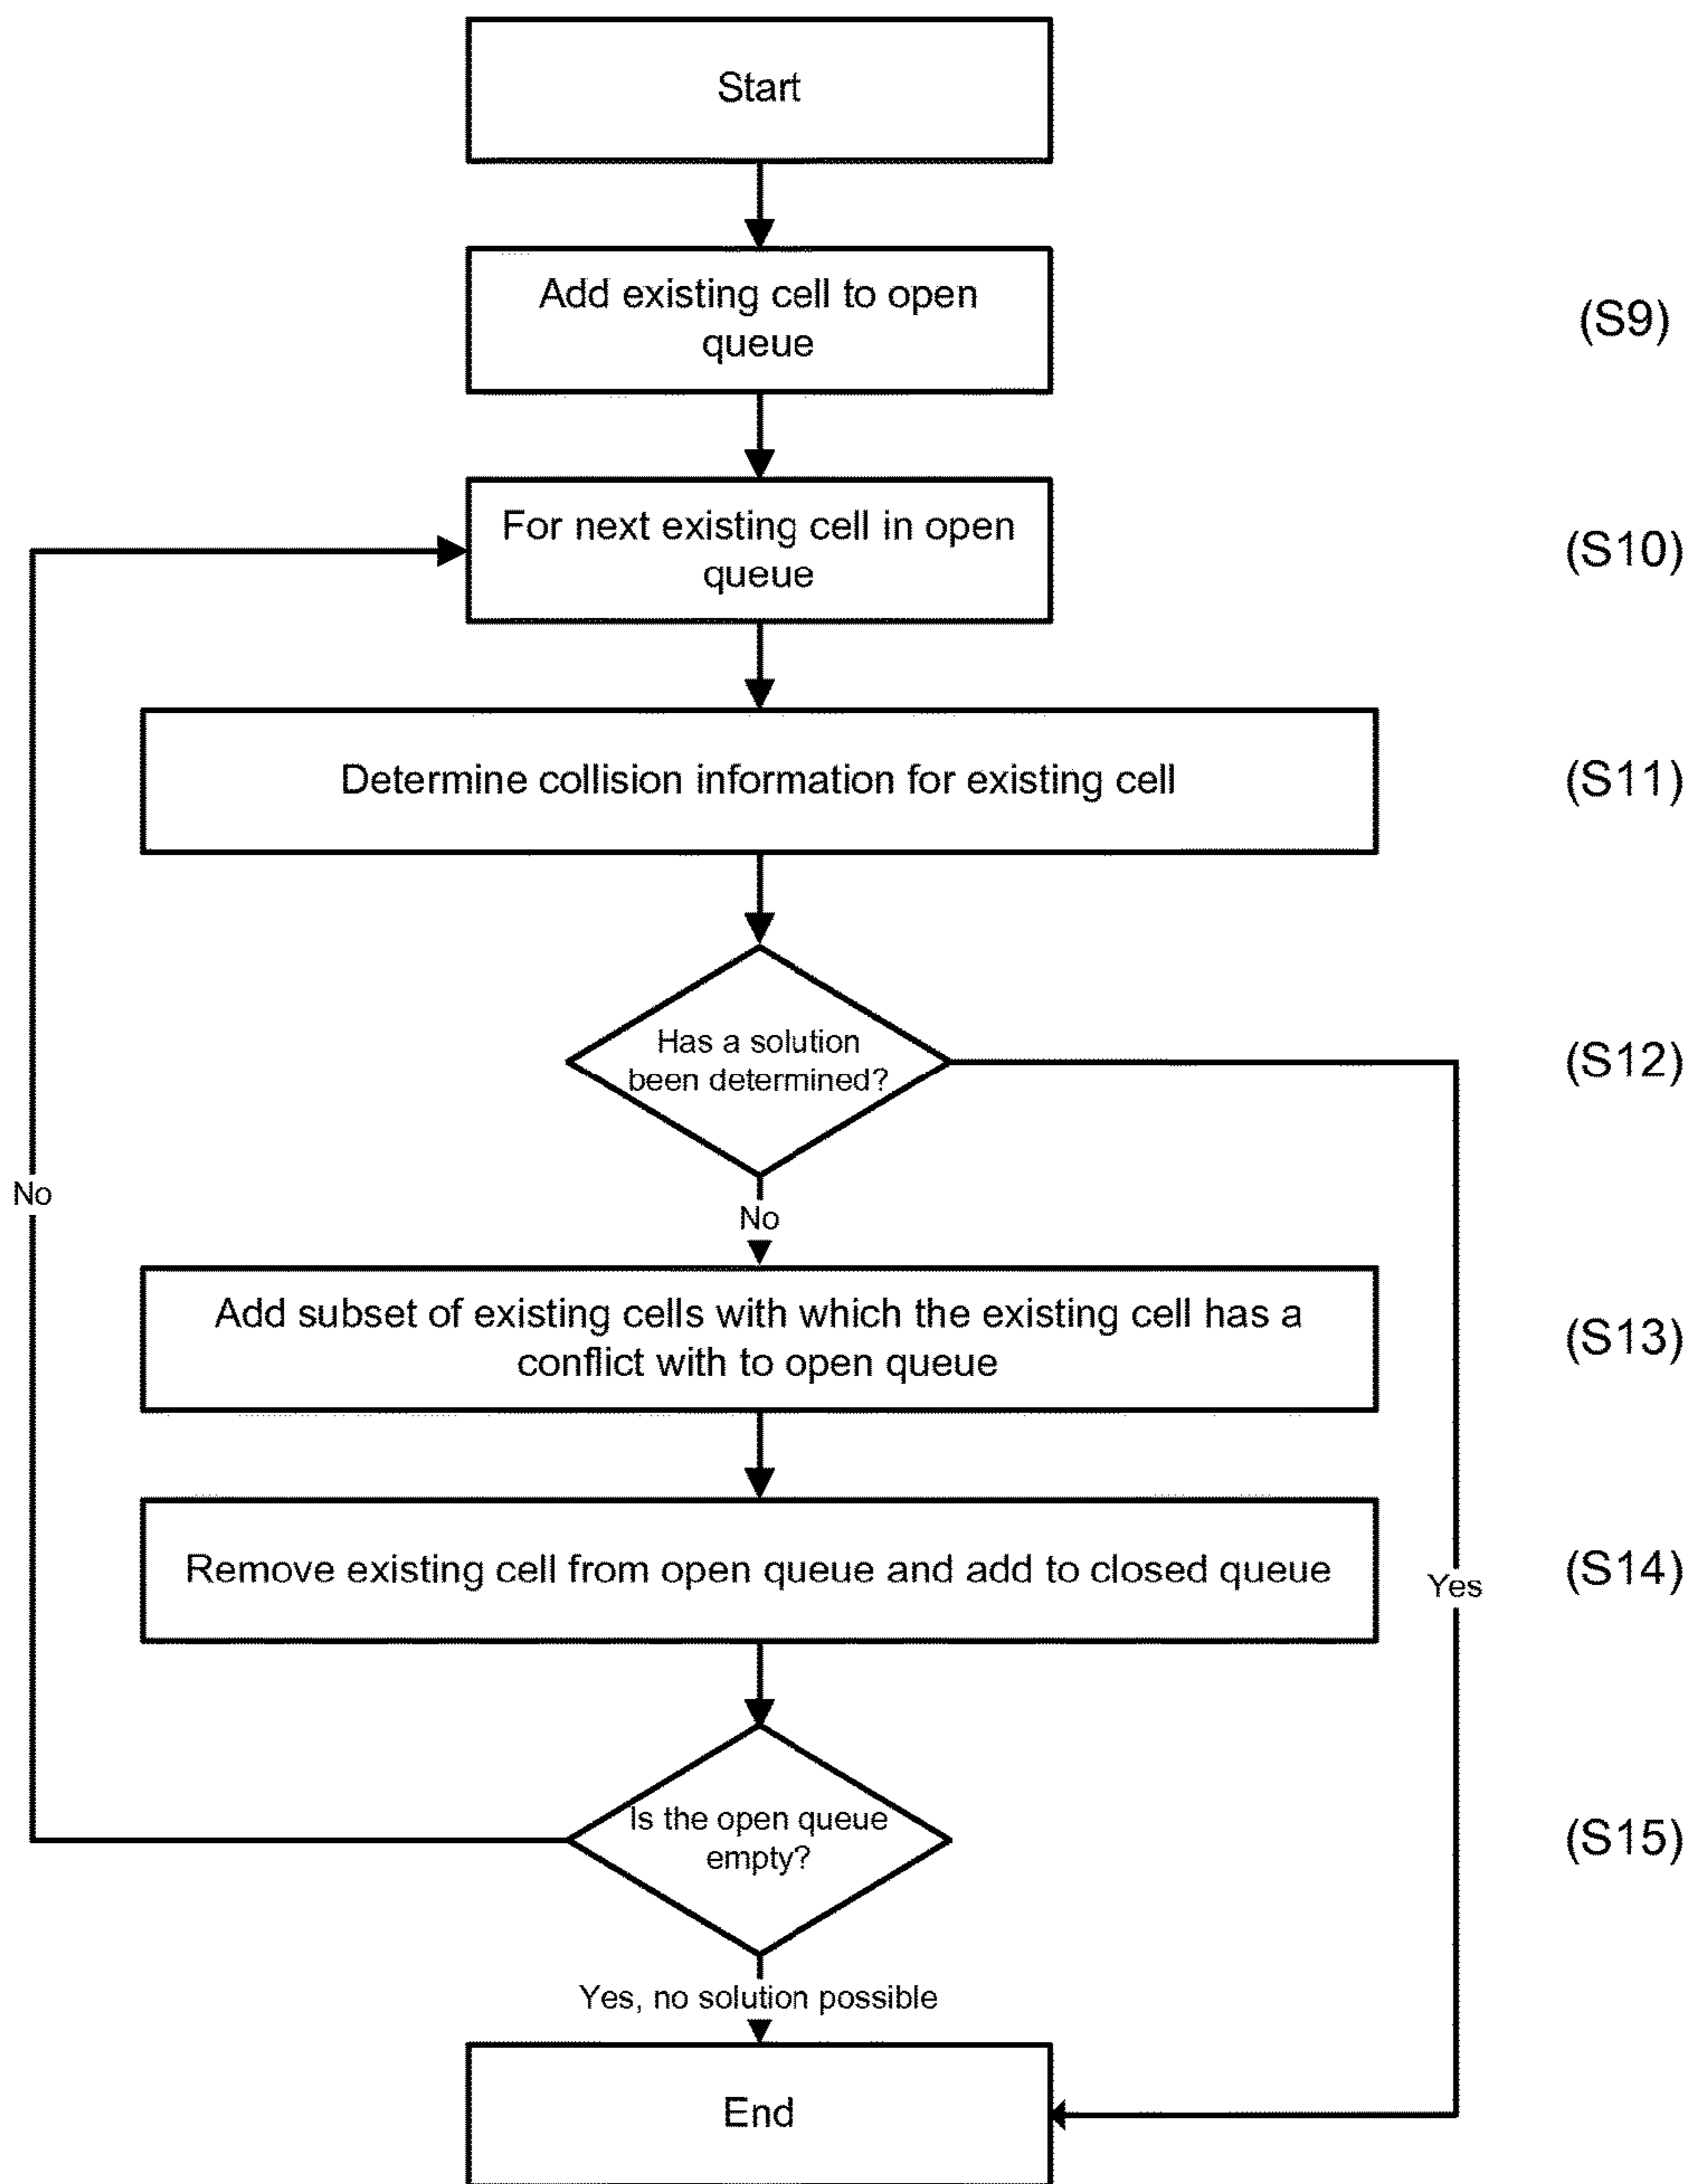 Start
Add existing cell to open
queue
(S9)
For next existing cell in open
queue
(S10)
Determine collision information for existing cell
(S11)
Has a solution
been determined?
(S12)
No
No
Add subset of existing cells with which the existing cell has a
conflict with to open queue
(S13)
Remove existing cell from open queue and add to closed queue
(S14)
Yes
Is the open queue
empty?
(S15)
Yes, no solution possible
End